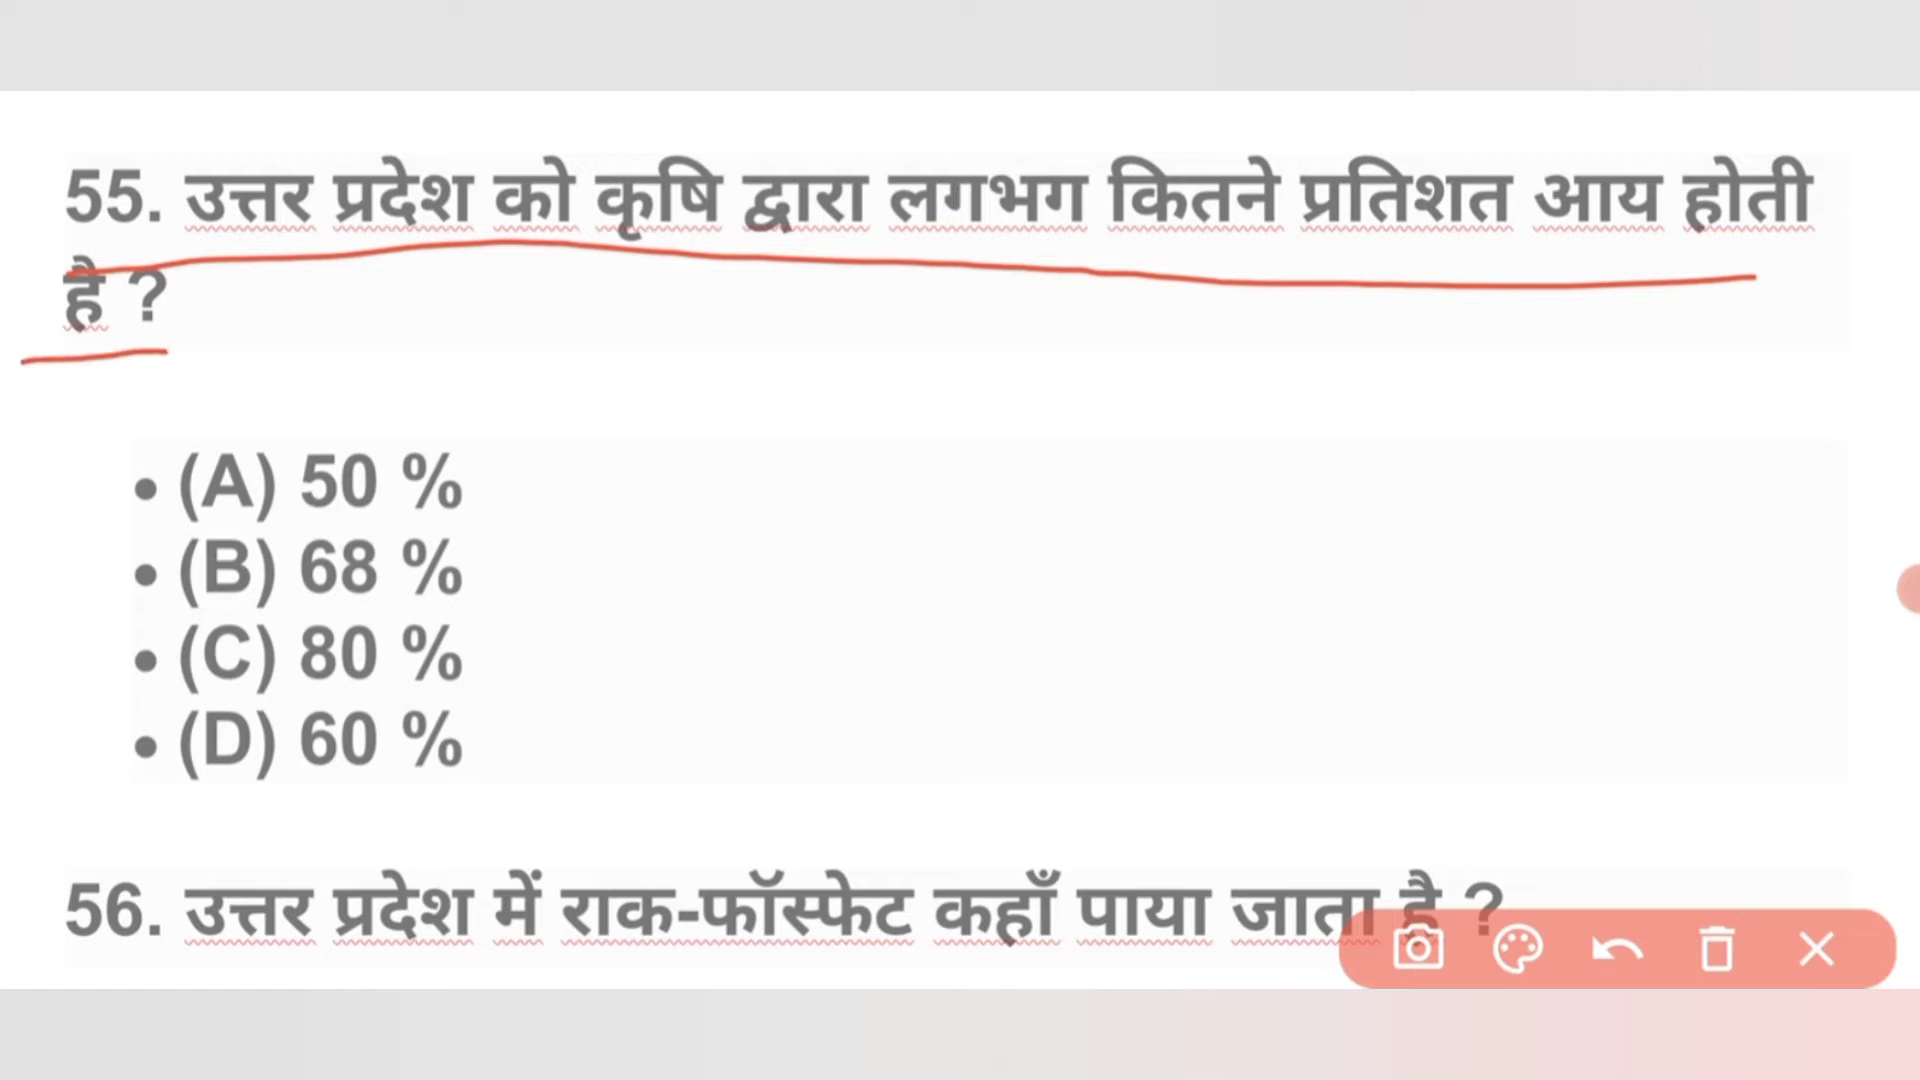 55. उत्तर प्रदेश को कृषि द्वारा लगभग कितने प्रतिशत आय होती
है ?
• (A) 50 %
• (B) 68 %
• (C) 80 %
• (D) 60 %
56. उत्तर प्रदेश में राक-फॉस्फेट कहाँ पाया जाता है ?